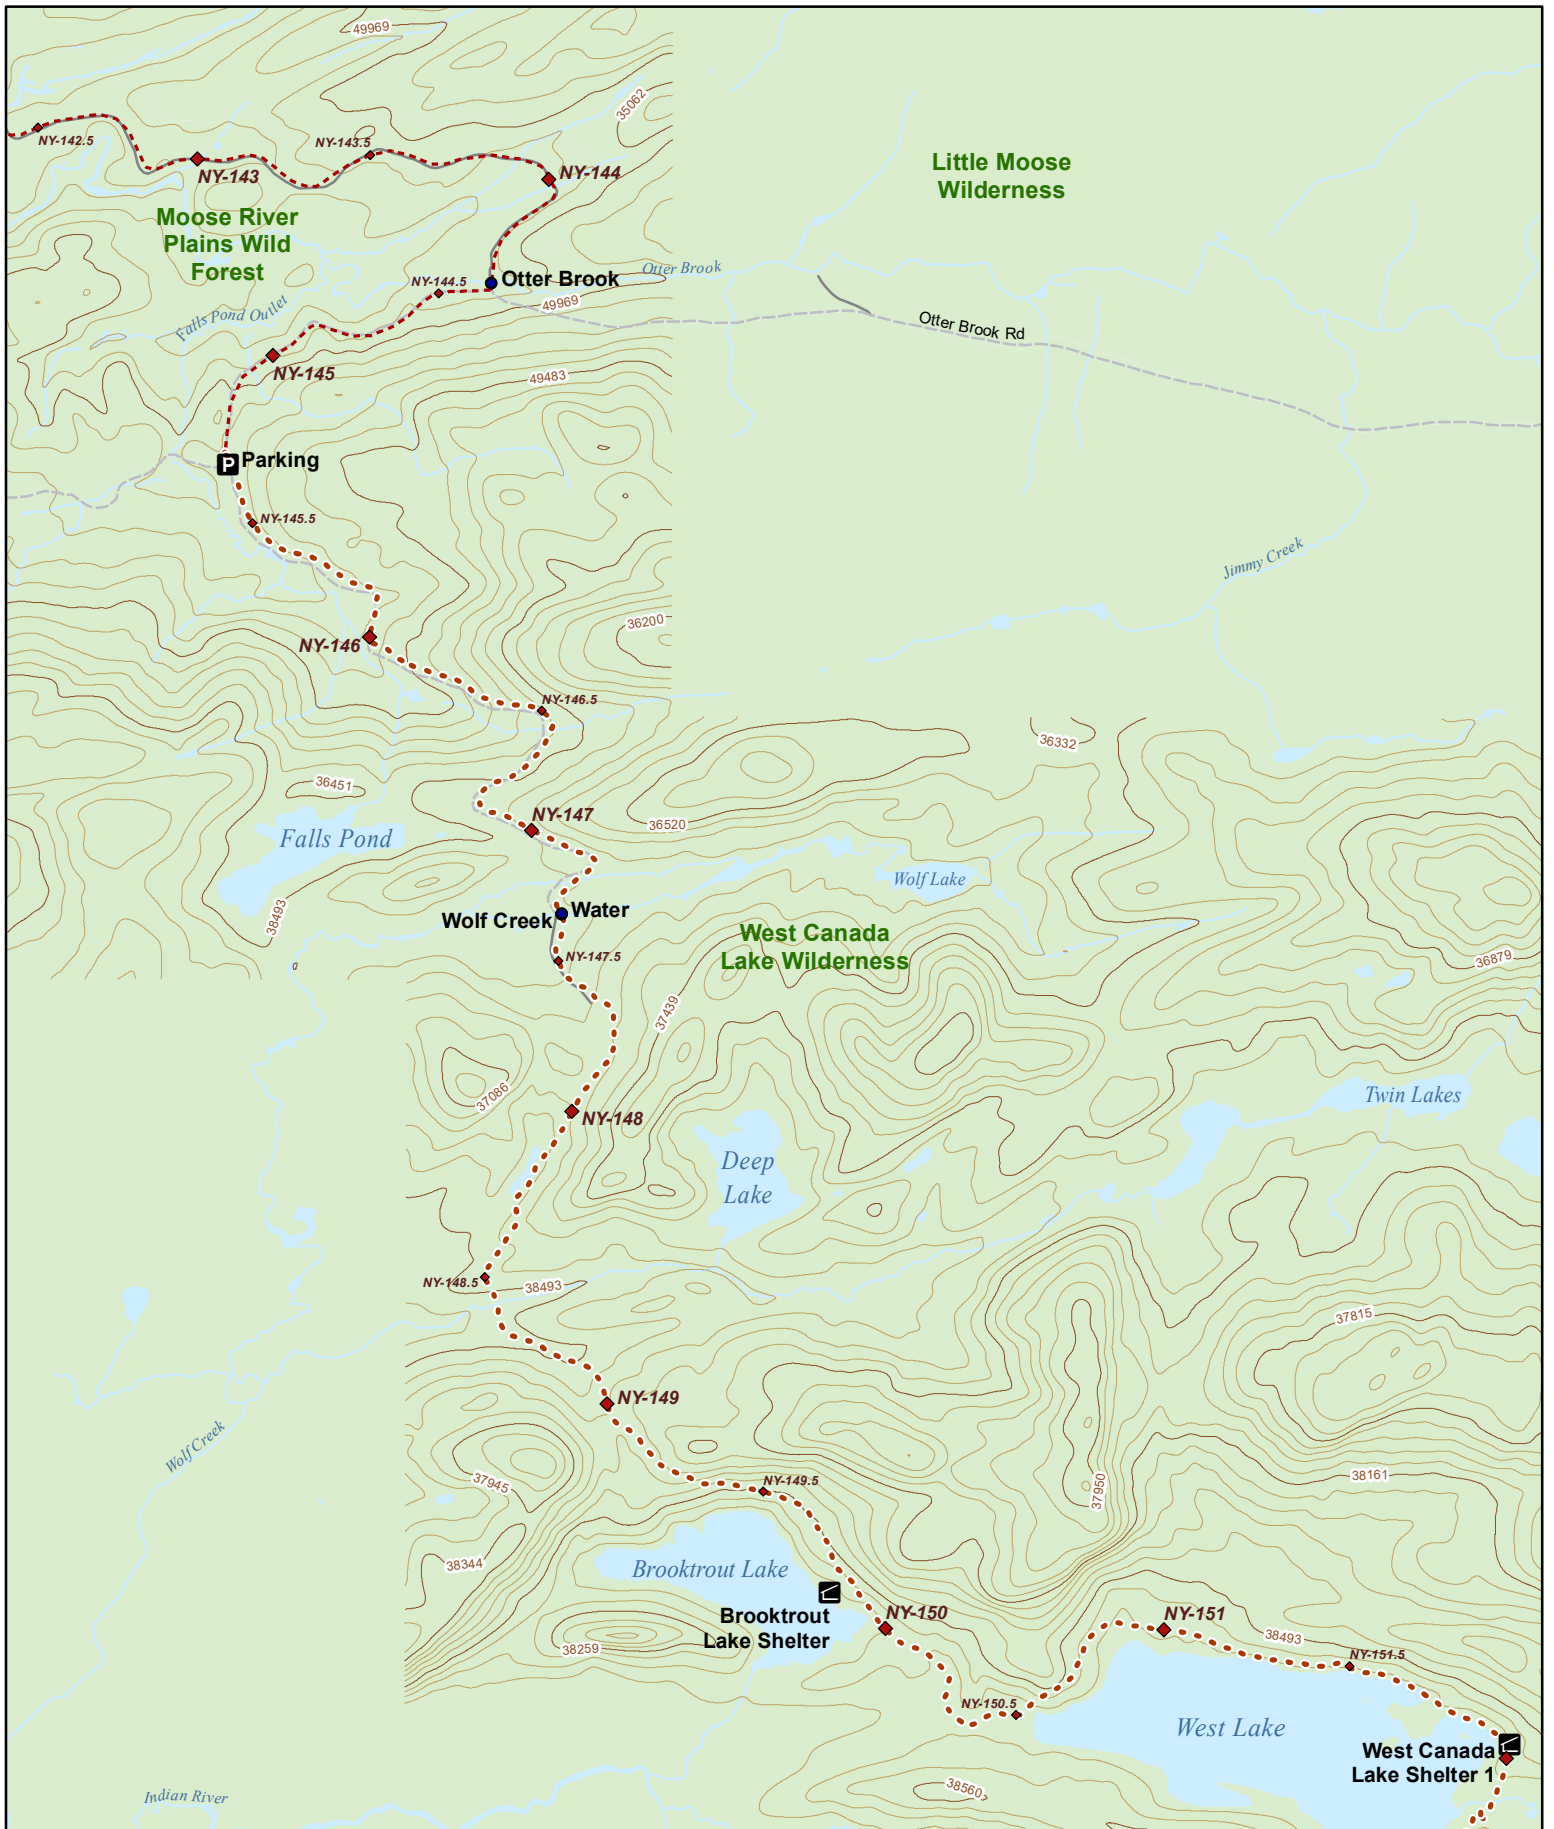 49969
35062
NY-142.5
NY-143.5
NY-143
NY-144
Little Moose
Wilderness
Moose River
Plains Wild
Forest
Otter Brook
Otter Brook
NY-144.5
49969
Falls Pond Outlet
Otter Brook Rd
NY-145
49483
P
Parking
NY-145.5
Jimmy Creek
36200
NY-146
NY-146.5
36332
36451
NY-147
36520
Falls Pond
Wolf Lake
38493
Water
Wolf Creek
West Canada
Lake Wilderness
NY-147.5
36879
37439
37086
Twin Lakes
NY-148
Deep
Lake
NY-148.5
38493
37815
NY-149
Wolf Creek
37945
NY-149.5
38161
37950
38344
Brooktrout Lake
Brooktrout
Lake Shelter
NY-150
NY-151
38259
38493
NY-151.5
NY-150.5
West Lake
West Canada
Lake Shelter 1
38560
Indian River